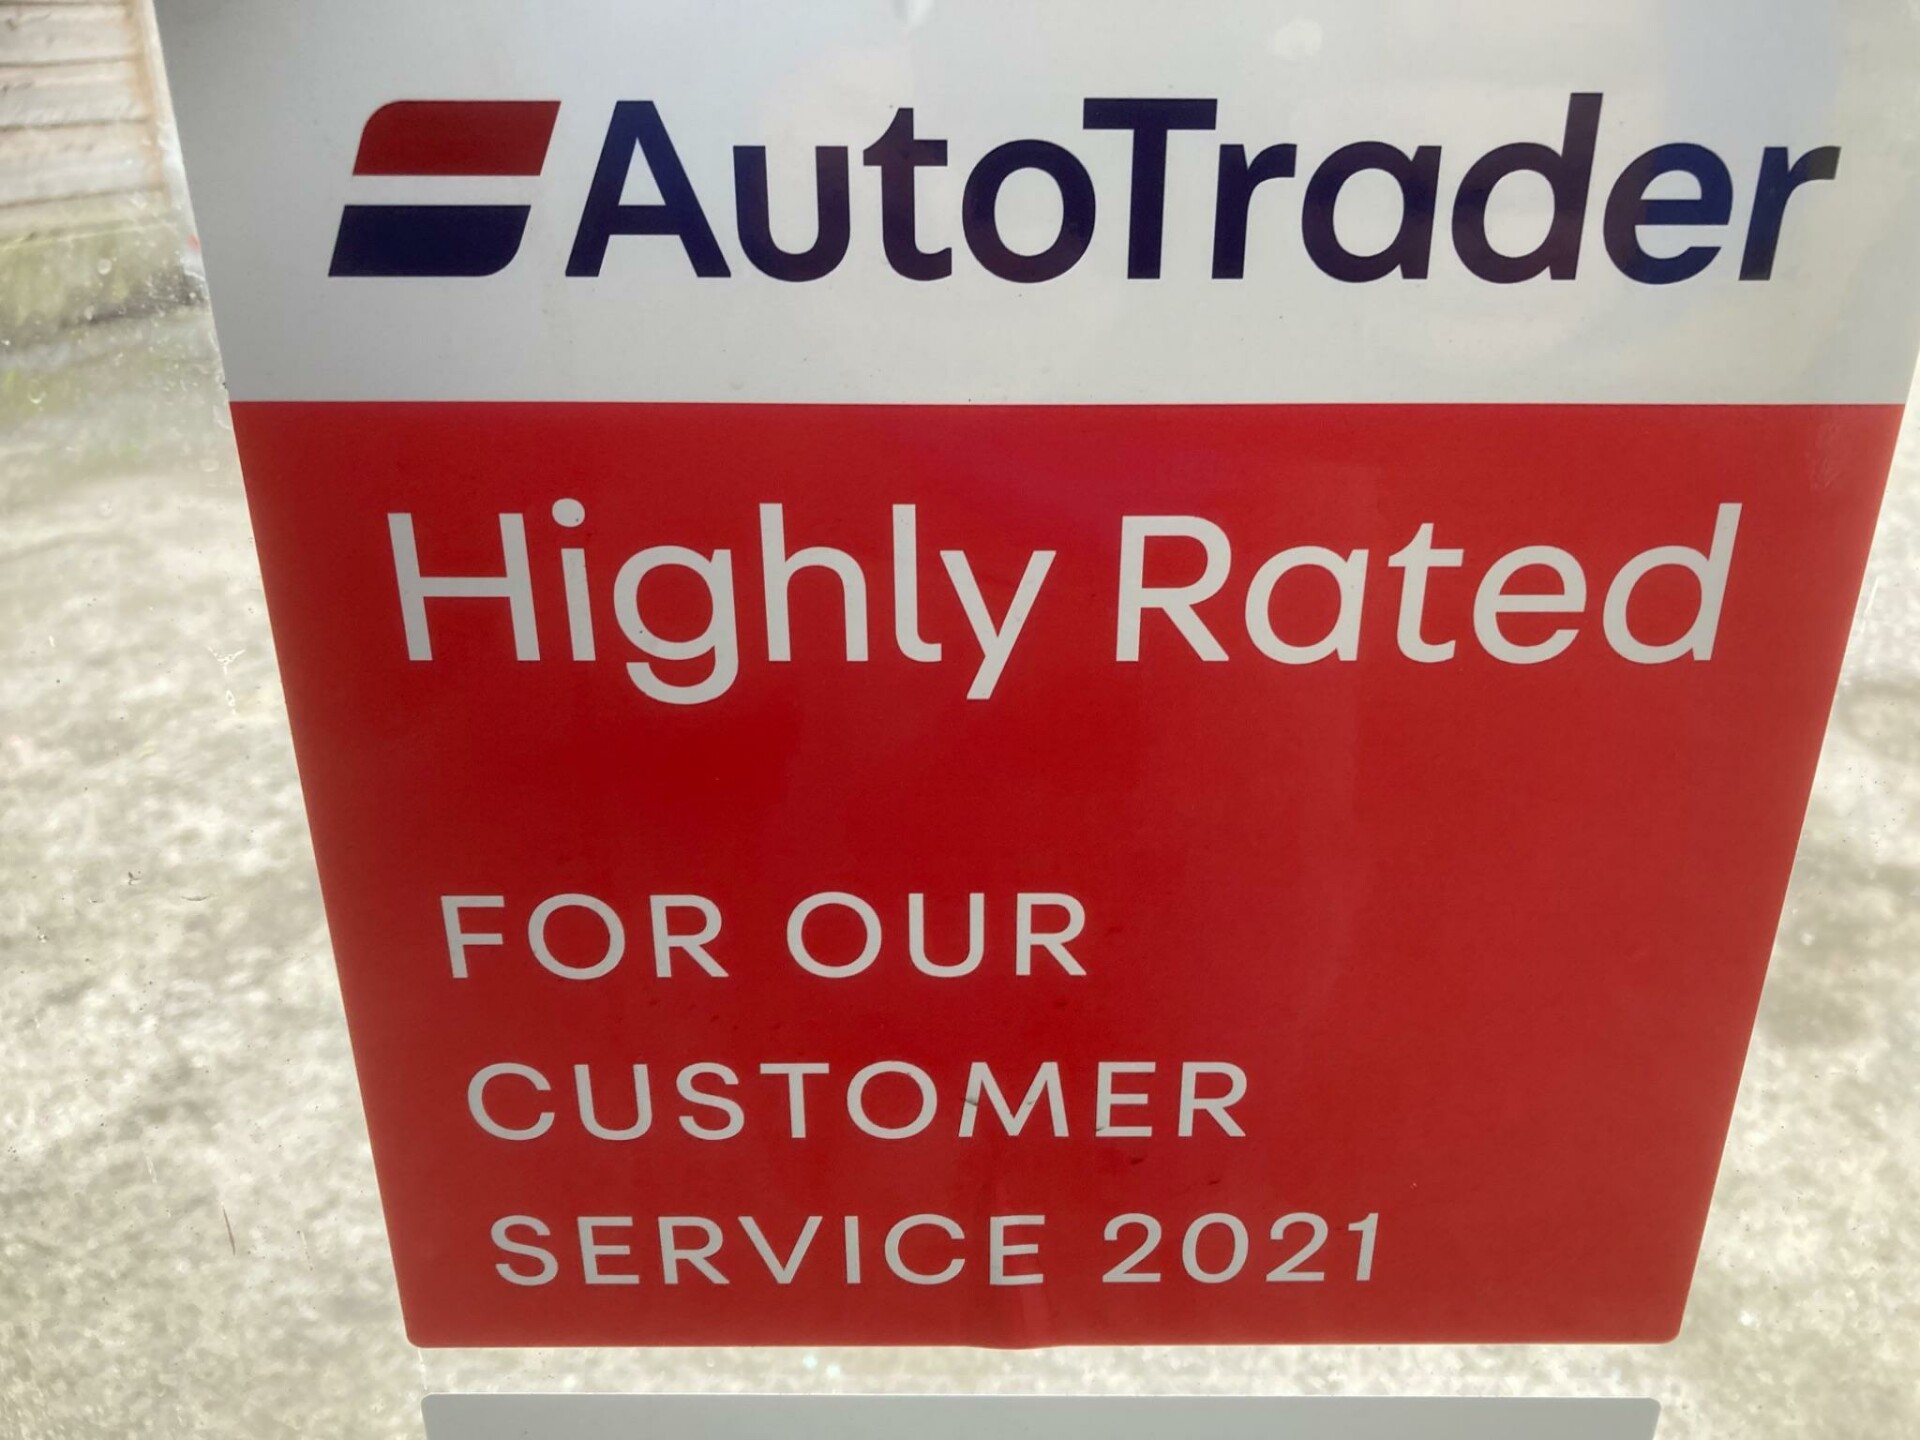 AutoTrader
Highly Rated
FOR OUR
CUSTOMER
SERVICE 2021